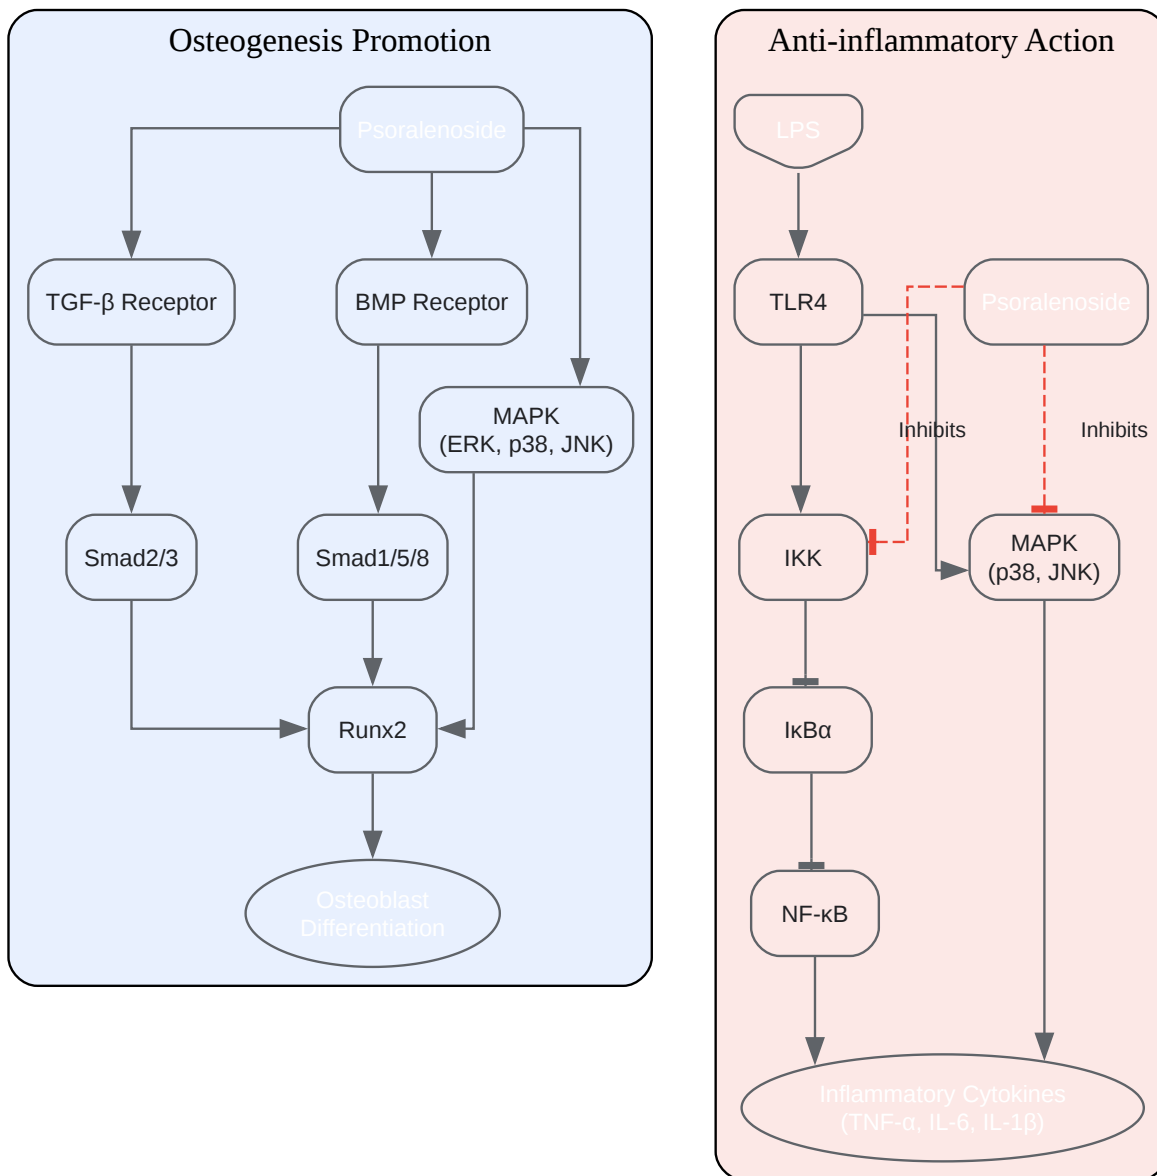 Osteogenesis Promotion
Psoralenoside
TGF-β Receptor
BMP Receptor
MAPK
(ERK, p38, JNK)
Smad2/3
Smad1/5/8
Runx2
Osteoblast
Differentiation
Anti-inflammatory Action
LPS
TLR4
Psoralenoside
Inhibits
Inhibits
IKK
MAPK
(p38, JNK)
IκBα
NF-κB
Inflammatory Cytokines
(TNF-α, IL-6, IL-1β)